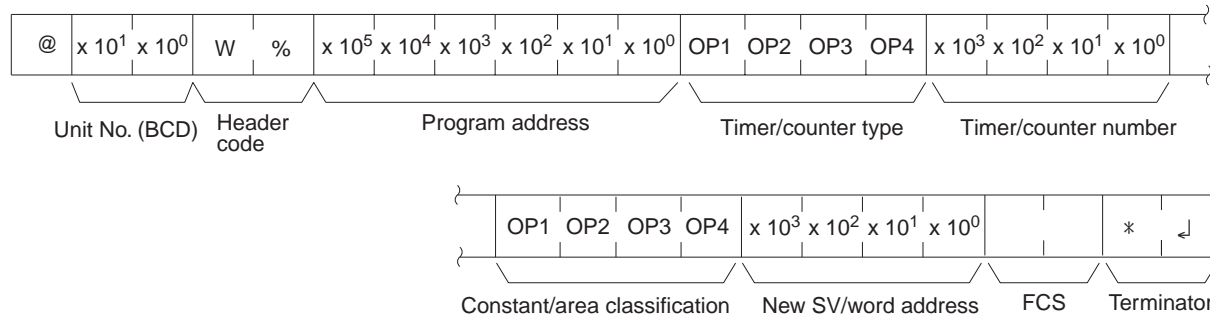 @ x 10¹ x 10⁰ W % x 10⁵ x 10⁴ x 10³ x 10² x 10¹ x 10⁰ OP1 OP2 OP3 OP4 x 10³ x 10² x 10¹ x 10⁰
Unit No. (BCD) Header code Program address Timer/counter type Timer/counter number
OP1 OP2 OP3 OP4 x 10³ x 10² x 10¹ x 10⁰ * ↲
Constant/area classification New SV/word address FCS Terminator